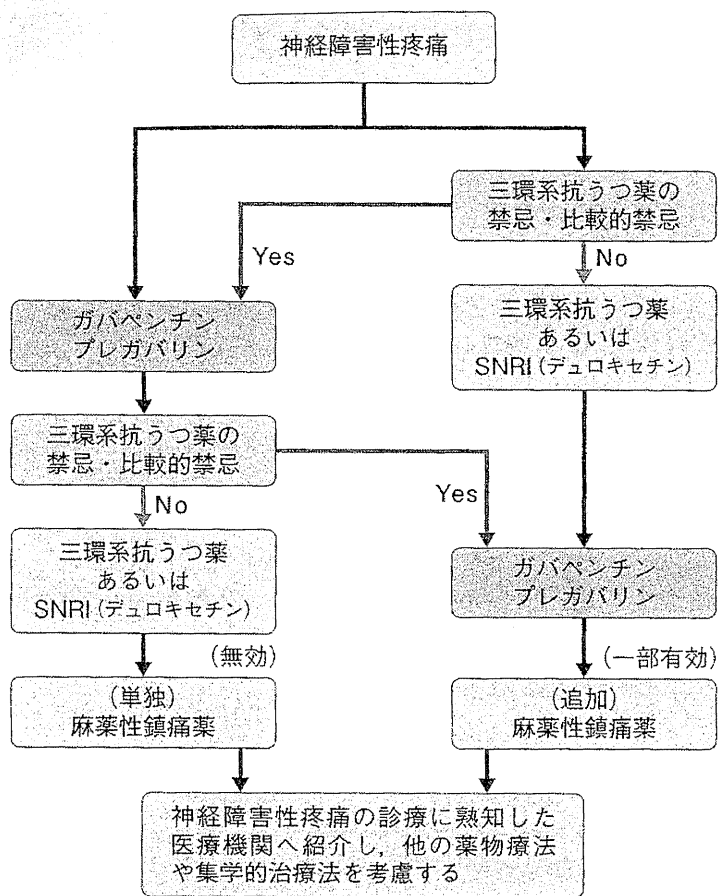 神経障害性疼痛
三環系抗うつ薬の
禁忌・比較的禁忌
Yes
No
ガバペンチン
プレガバリン
三環系抗うつ薬
あるいは
SNRI(デュロキセチン)
三環系抗うつ薬の
禁忌・比較的禁忌
Yes
No
三環系抗うつ薬
あるいは
SNRI(デュロキセチン)
ガバペンチン
プレガバリン
(無効)
(一部有効)
(単独)
麻薬性鎮痛薬
(追加)
麻薬性鎮痛薬
神経障害性疼痛の診療に熟知した
医療機関へ紹介し,他の薬物療法
や集学的治療法を考慮する